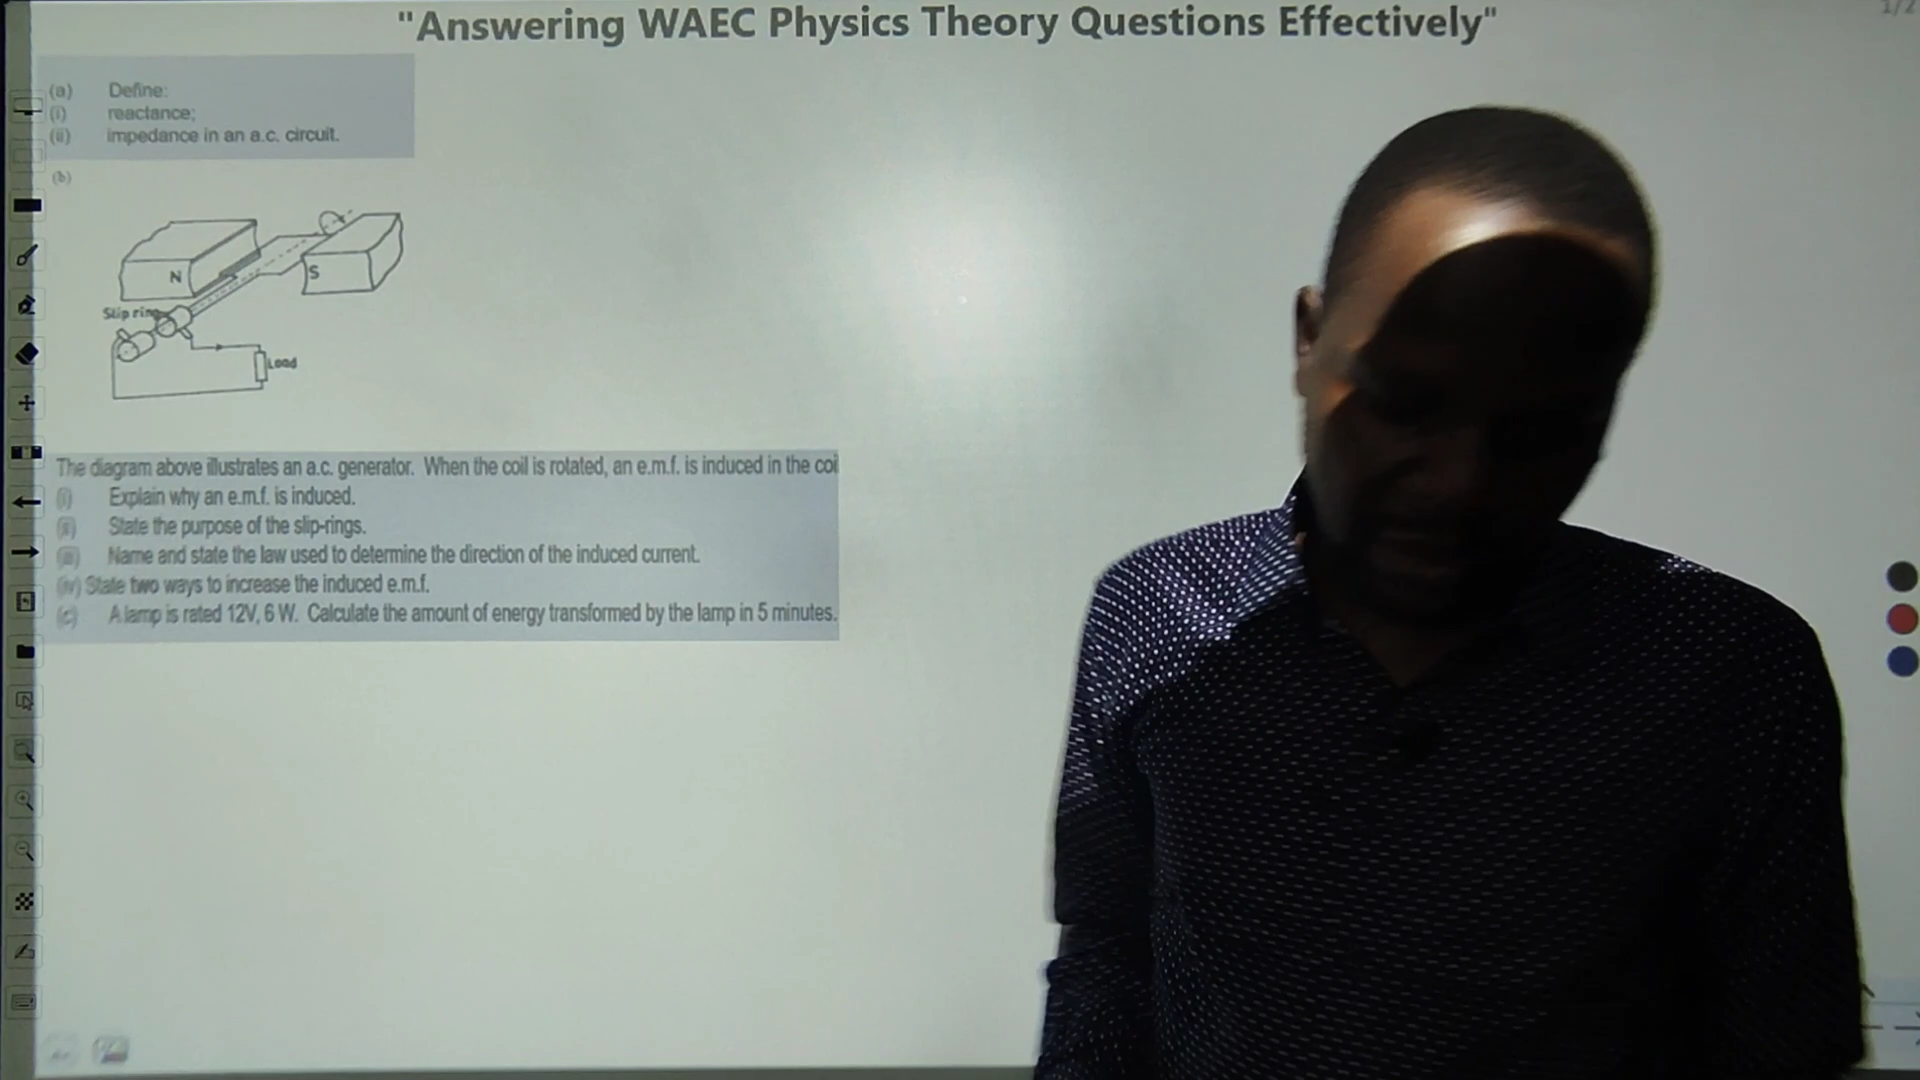 "Answering WAEC Physics Theory Questions Effectively"
1/2
(a) Define:
(i) reactance;
(ii) impedance in an a.c. circuit.
(b)
N
S
Slip ring
Load
The diagram above illustrates an a.c. generator. When the coil is rotated, an e.m.f. is induced in the coi
(i) Explain why an e.m.f. is induced.
(ii) State the purpose of the slip-rings.
(iii) Name and state the law used to determine the direction of the induced current.
(iv) State two ways to increase the induced e.m.f.
(c) A lamp is rated 12V, 6 W. Calculate the amount of energy transformed by the lamp in 5 minutes.